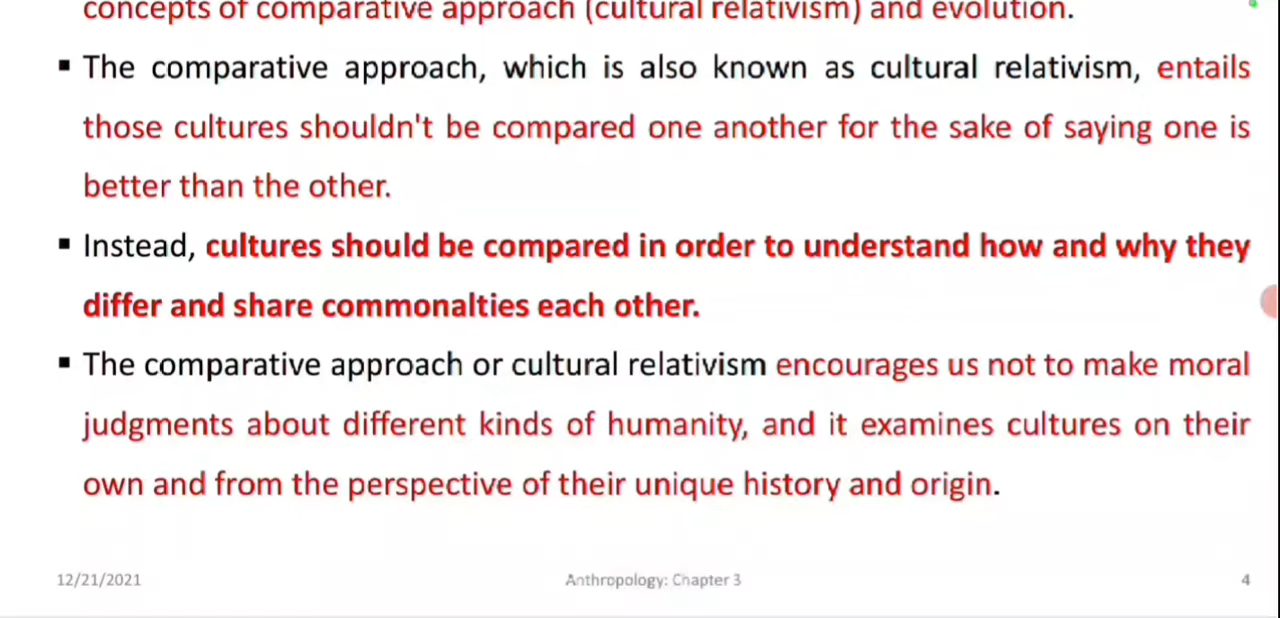 concepts of comparative approach (cultural relativism) and evolution.
▪ The comparative approach, which is also known as cultural relativism, entails
those cultures shouldn't be compared one another for the sake of saying one is
better than the other.
▪ Instead, cultures should be compared in order to understand how and why they
differ and share commonalties each other.
▪ The comparative approach or cultural relativism encourages us not to make moral
judgments about different kinds of humanity, and it examines cultures on their
own and from the perspective of their unique history and origin.
12/21/2021 Anthropology: Chapter 3 4